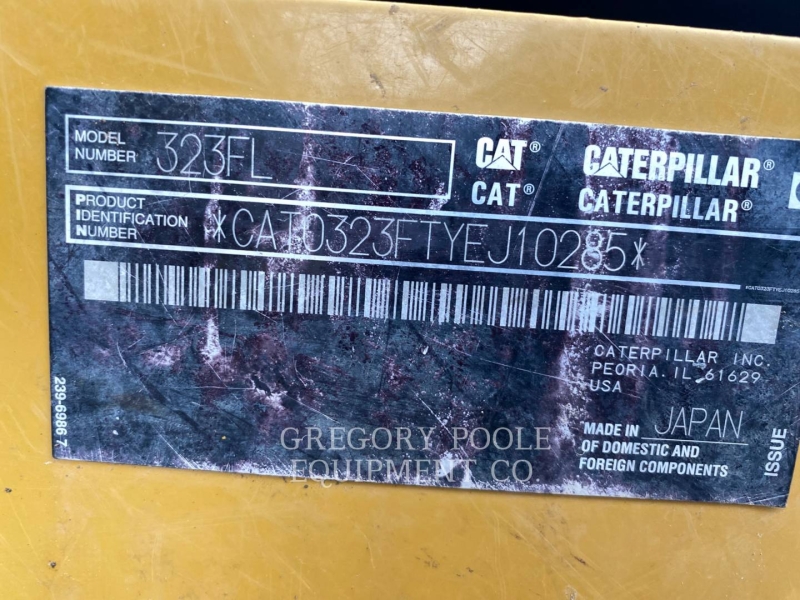 MODEL NUMBER 323FL
CAT® CATERPILLAR®
CAT® CATERPILLAR®
PRODUCT IDENTIFICATION NUMBER *CAT0323FTYEJ10285*
CATERPILLAR INC.
PEORIA, IL 61629
USA
MADE IN JAPAN
OF DOMESTIC AND
FOREIGN COMPONENTS
ISSUE
239-6986 7
GREGORY POOLE
EQUIPMENT CO